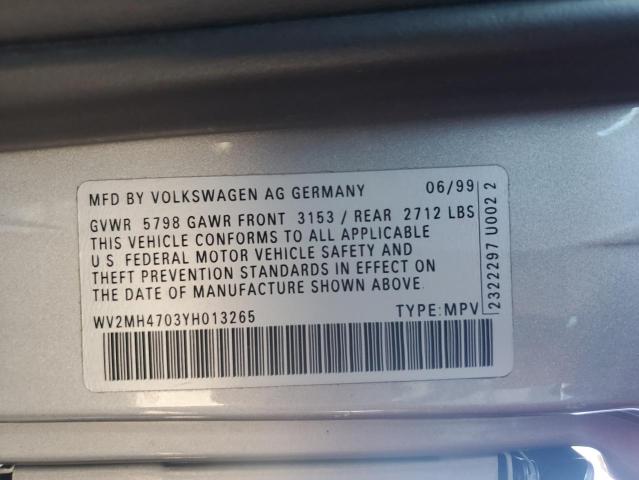 MFD BY VOLKSWAGEN AG GERMANY 06/99
GVWR 5798 GAWR FRONT 3153 / REAR 2712 LBS
THIS VEHICLE CONFORMS TO ALL APPLICABLE
U S FEDERAL MOTOR VEHICLE SAFETY AND
THEFT PREVENTION STANDARDS IN EFFECT ON
THE DATE OF MANUFACTURE SHOWN ABOVE.
WV2MH4703YH013265 TYPE:MPV
2322297 U002 2